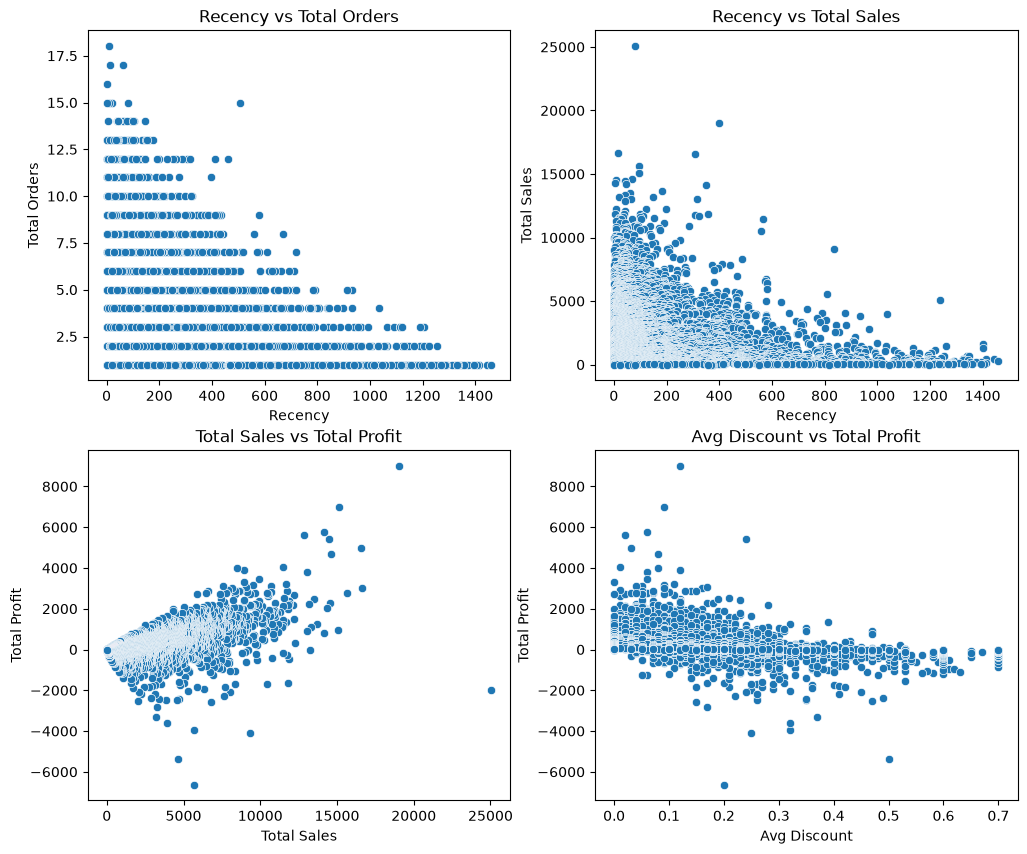 Recency vs Total Orders
17.5
15.0
12.5
10.0
7.5
5.0
2.5
Total Orders
0 200 400 600 800 1000 1200 1400
Recency
Recency vs Total Sales
25000
20000
15000
10000
5000
0
Total Sales
0 200 400 600 800 1000 1200 1400
Recency
Total Sales vs Total Profit
8000
6000
4000
2000
0
−2000
−4000
−6000
Total Profit
0 5000 10000 15000 20000 25000
Total Sales
Avg Discount vs Total Profit
8000
6000
4000
2000
0
−2000
−4000
−6000
Total Profit
0.0 0.1 0.2 0.3 0.4 0.5 0.6 0.7
Avg Discount